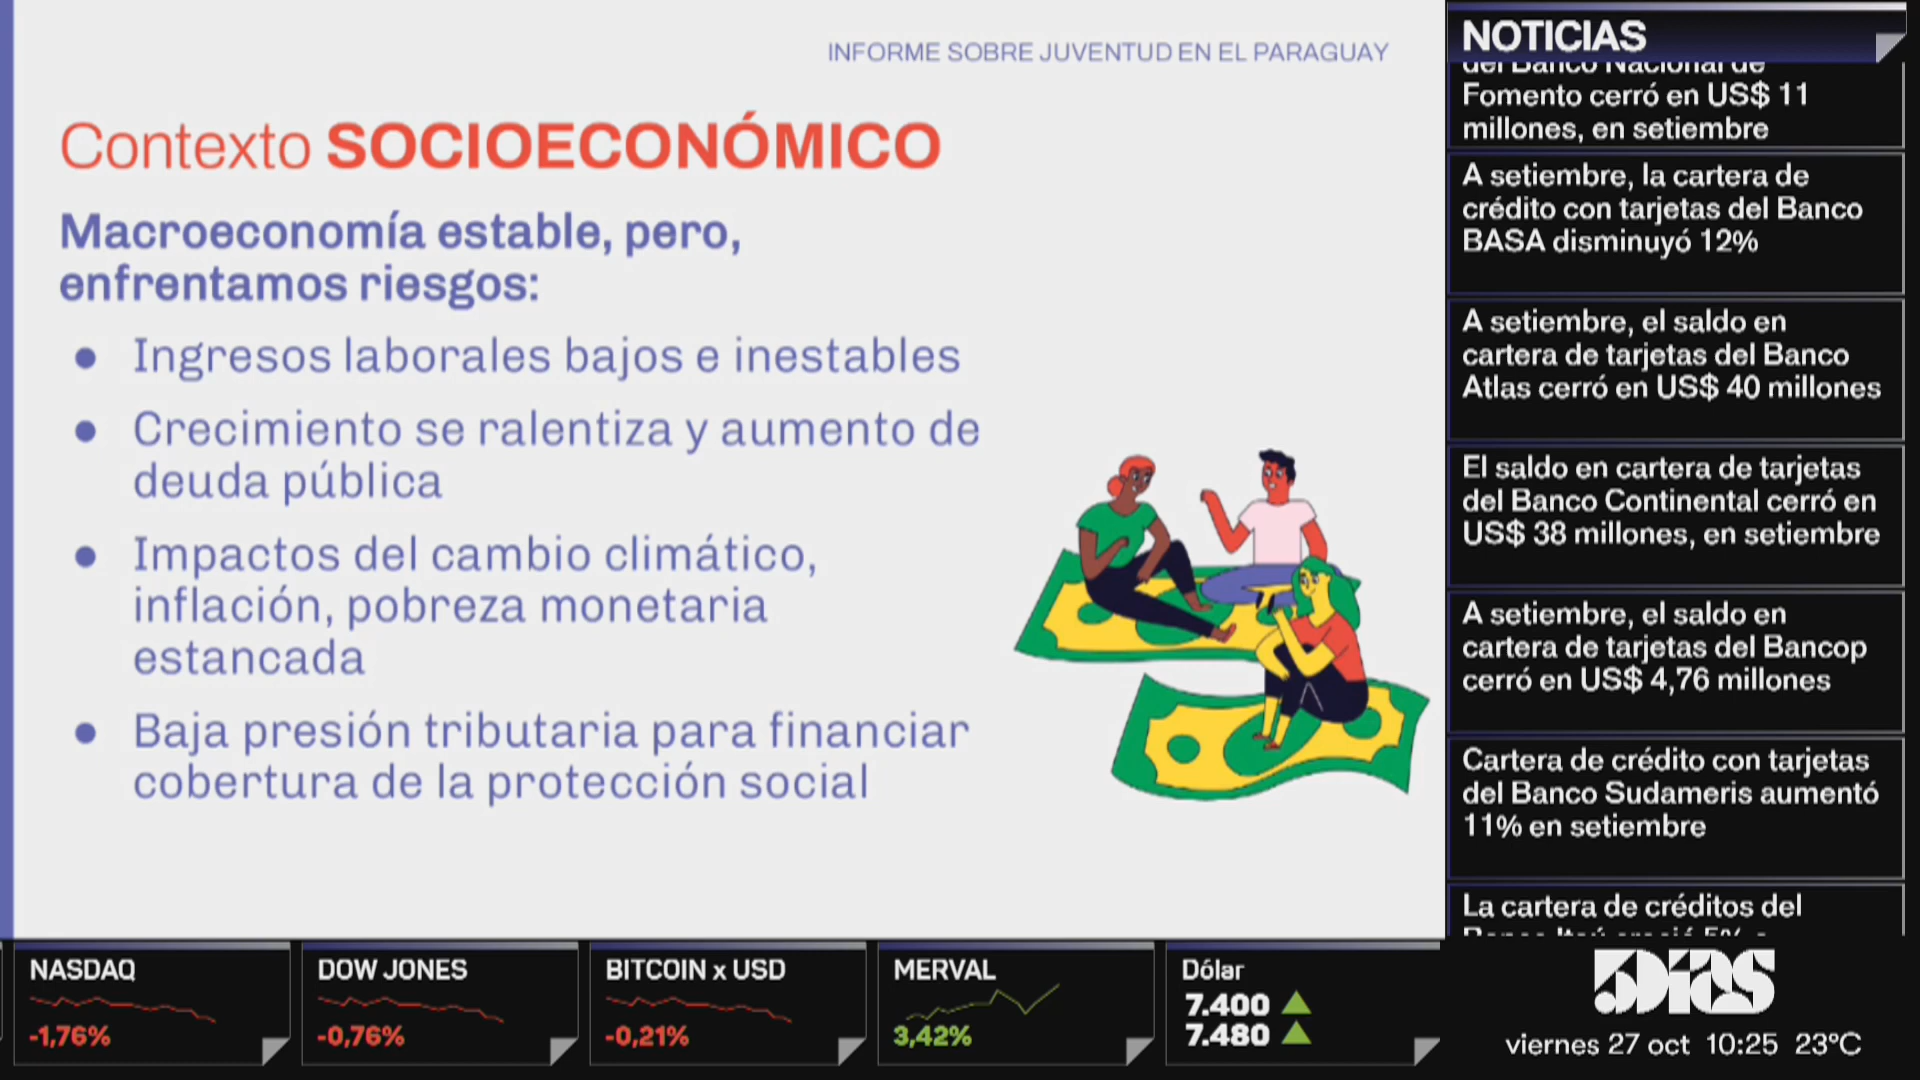 INFORME SOBRE JUVENTUD EN EL PARAGUAY
Contexto SOCIOECONÓMICO
Macroeconomía estable, pero,
enfrentamos riesgos:
● Ingresos laborales bajos e inestables
● Crecimiento se ralentiza y aumento de
deuda pública
● Impactos del cambio climático,
inflación, pobreza monetaria
estancada
● Baja presión tributaria para financiar
cobertura de la protección social
NOTICIAS
del Banco Nacional de
Fomento cerró en US$ 11
millones, en setiembre
A setiembre, la cartera de
crédito con tarjetas del Banco
BASA disminuyó 12%
A setiembre, el saldo en
cartera de tarjetas del Banco
Atlas cerró en US$ 40 millones
El saldo en cartera de tarjetas
del Banco Continental cerró en
US$ 38 millones, en setiembre
A setiembre, el saldo en
cartera de tarjetas del Bancop
cerró en US$ 4,76 millones
Cartera de crédito con tarjetas
del Banco Sudameris aumentó
11% en setiembre
La cartera de créditos del
NASDAQ
-1,76%
DOW JONES
-0,76%
BITCOIN x USD
-0,21%
MERVAL
3,42%
Dólar
7.400
7.480
5Días
viernes 27 oct 10:25 23°C